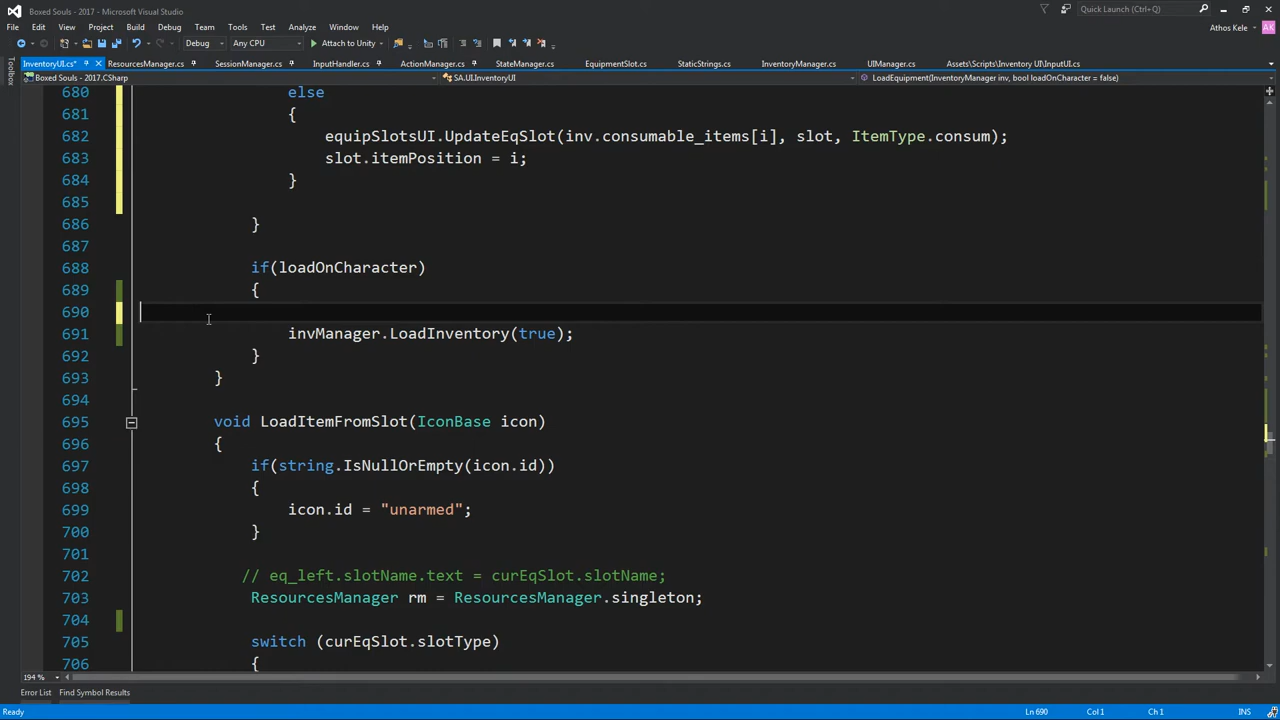 Boxed Souls - 2017 - Microsoft Visual Studio
Quick Launch (Ctrl+Q)
File Edit View Project Build Debug Team Tools Test Analyze Window Help
Athos Kele AK
Debug Any CPU Attach to Unity
InventoryUI.cs* ResourcesManager.cs SessionManager.cs InputHandler.cs ActionManager.cs StateManager.cs EquipmentSlot.cs StaticStrings.cs InventoryManager.cs UIManager.cs Assets\Scripts\Inventory UI\InputUI.cs
Boxed Souls - 2017.CSharp SA.UI.InventoryUI LoadEquipment(InventoryManager inv, bool loadOnCharacter = false)
Toolbox
680 else
681 {
682 equipSlotsUI.UpdateEqSlot(inv.consumable_items[i], slot, ItemType.consum);
683 slot.itemPosition = i;
684 }
685
686 }
687
688 if(loadOnCharacter)
689 {
690
691 invManager.LoadInventory(true);
692 }
693 }
694
695 void LoadItemFromSlot(IconBase icon)
696 {
697 if(string.IsNullOrEmpty(icon.id))
698 {
699 icon.id = "unarmed";
700 }
701
702 // eq_left.slotName.text = curEqSlot.slotName;
703 ResourcesManager rm = ResourcesManager.singleton;
704
705 switch (curEqSlot.slotType)
706 {
194 %
Error List Find Symbol Results
Ready Ln 690 Col 1 Ch 1 INS